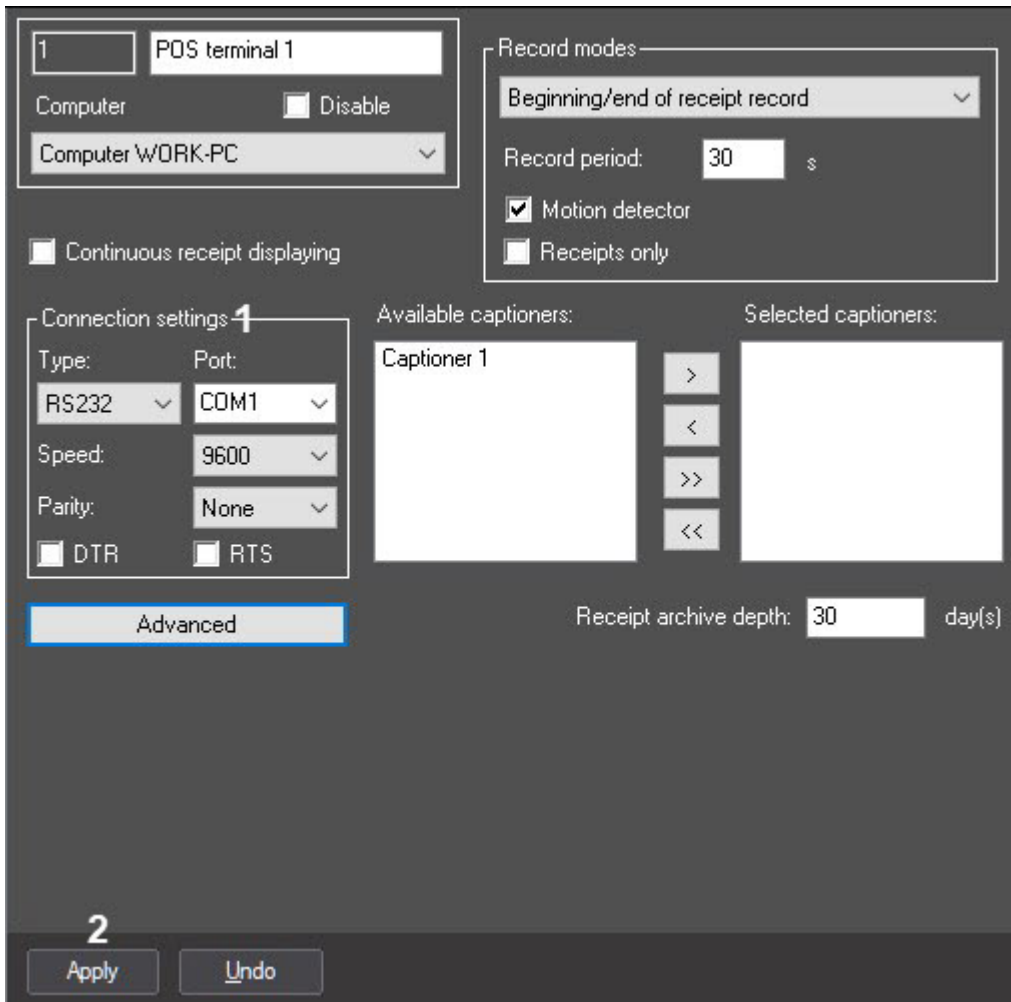 1
POS terminal 1
Computer
Disable
Computer WORK-PC
Continuous receipt displaying
Record modes
Beginning/end of receipt record
Record period: 30 s
Motion detector
Receipts only
Connection settings 1
Type: Port:
RS232 COM1
Speed: 9600
Parity: None
DTR RTS
Advanced
Available captioners:
Captioner 1
>
<
>>
<<
Selected captioners:
Receipt archive depth: 30 day(s)
2
Apply Undo